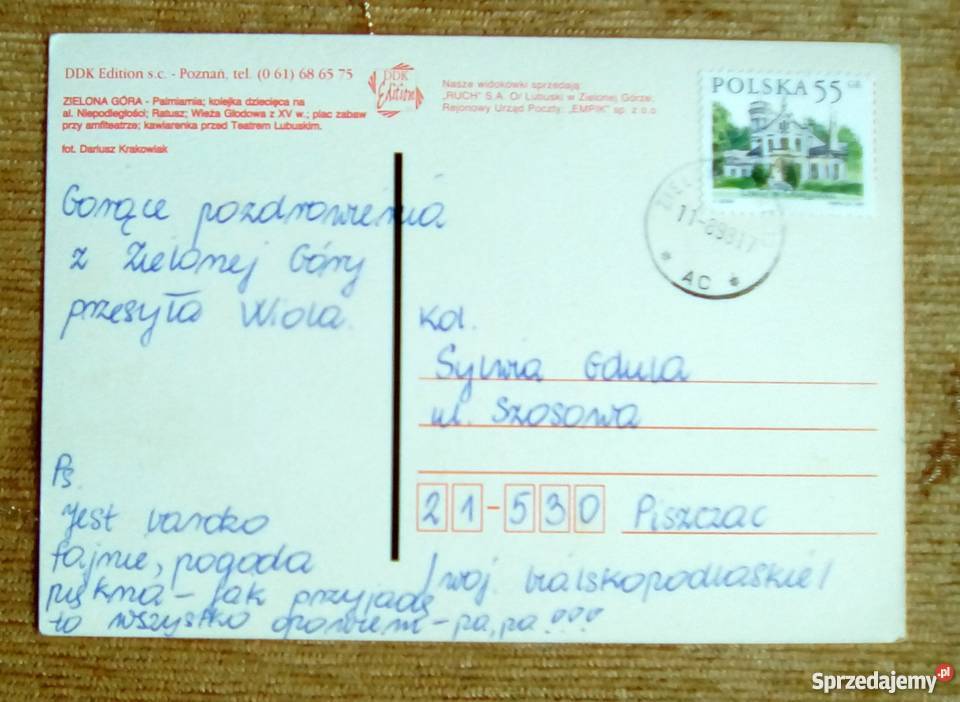 DDK Edition s.c. - Poznań, tel. (0 61) 68 65 75
DDK
Edition
ZIELONA GÓRA - Palmiarnia; kolejka dziecięca na
al. Niepodległości; Ratusz; Wieża Głodowa z XV w.; plac zabaw
przy amfiteatrze; kawiarenka przed Teatrem Lubuskim.
fot. Dariusz Krakowiak
Nasze widokówki sprzedają:
„RUCH" S.A. O/ Lubuski w Zielonej Górze;
Rejonowy Urząd Poczty; „EMPIK" sp. z o.o
POLSKA 55 GR
AC
Gorące pozdrowienia
z Zielonej Góry
przesyła Wiola.
Ps.
Jest bardzo
fajnie, pogoda
piękna - jak przyjadę
to wszystko opowiem - pa, pa!!!
Kol.
Sylwia Gdula
ul. Szosowa
21-530 Piszczac
/woj. bialskopodlaskie/
Sprzedajemy.pl